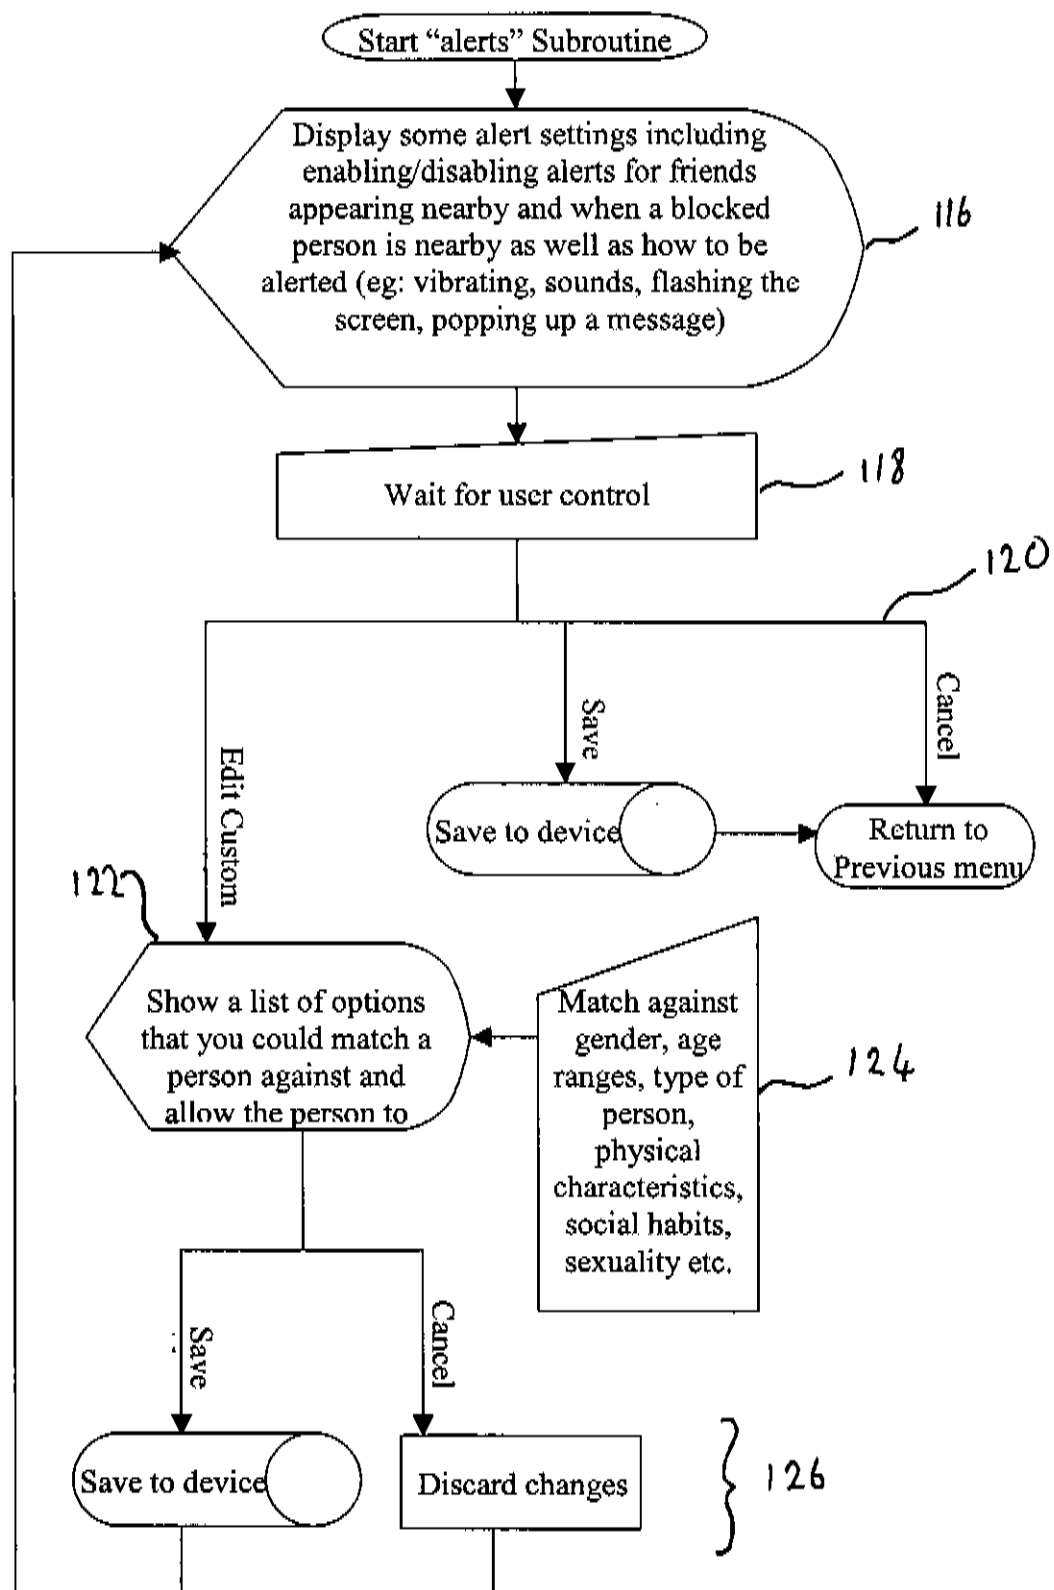 Start “alerts” Subroutine
Display some alert settings including
enabling/disabling alerts for friends
appearing nearby and when a blocked
person is nearby as well as how to be
alerted (eg: vibrating, sounds, flashing the
screen, popping up a message)
116
Wait for user control
118
120
Edit Custom
Save
Cancel
Save to device
Return to
Previous menu
122
Show a list of options
that you could match a
person against and
allow the person to
Match against
gender, age
ranges, type of
person,
physical
characteristics,
social habits,
sexuality etc.
124
Save
Cancel
Save to device
Discard changes
126